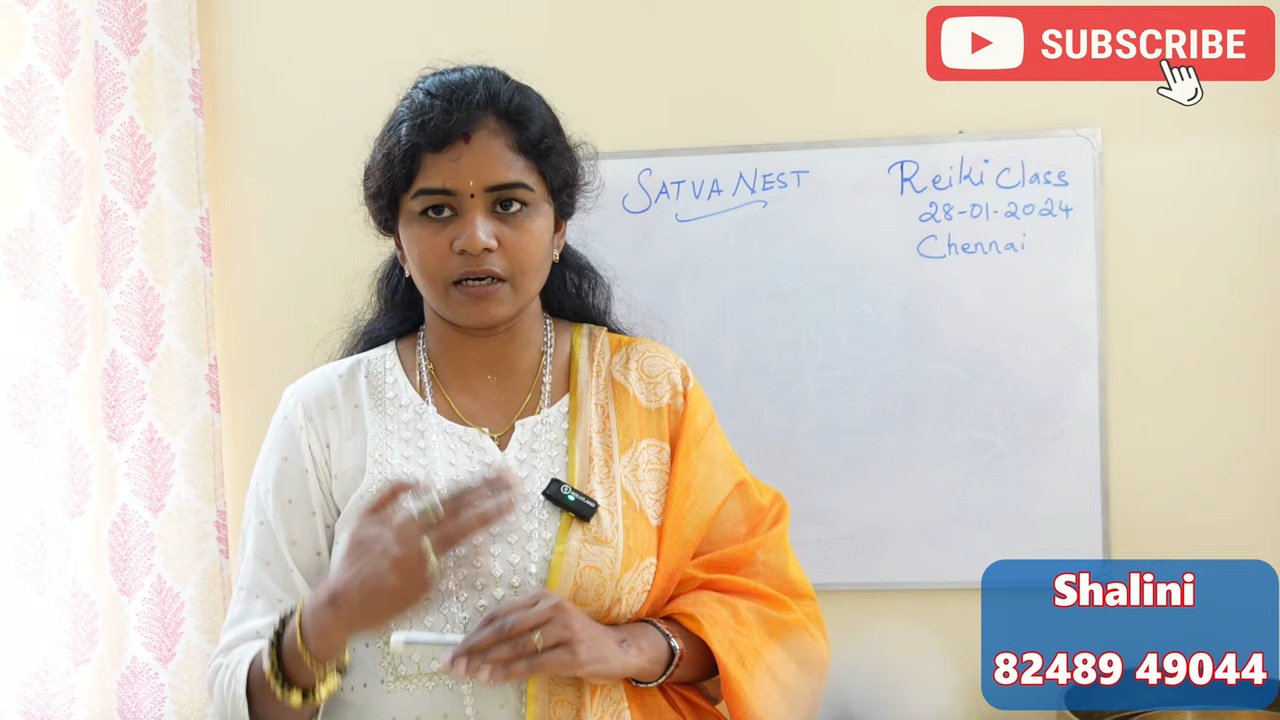 SUBSCRIBE
SATVA NEST
Reiki Class
28-01-2024
Chennai
Shalini
82489 49044